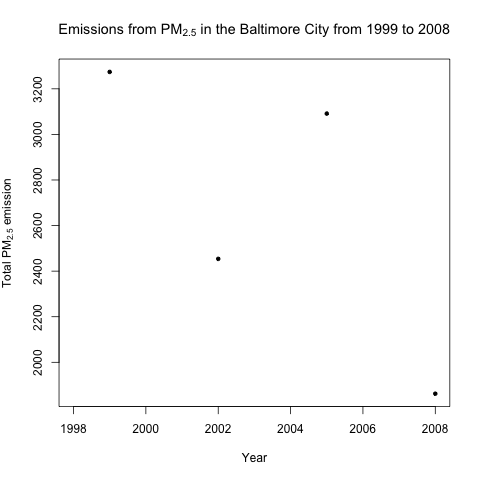 Emissions from PM2.5 in the Baltimore City from 1999 to 2008
Total PM2.5 emission
3200
3000
2800
2600
2400
2200
2000
1998 2000 2002 2004 2006 2008
Year